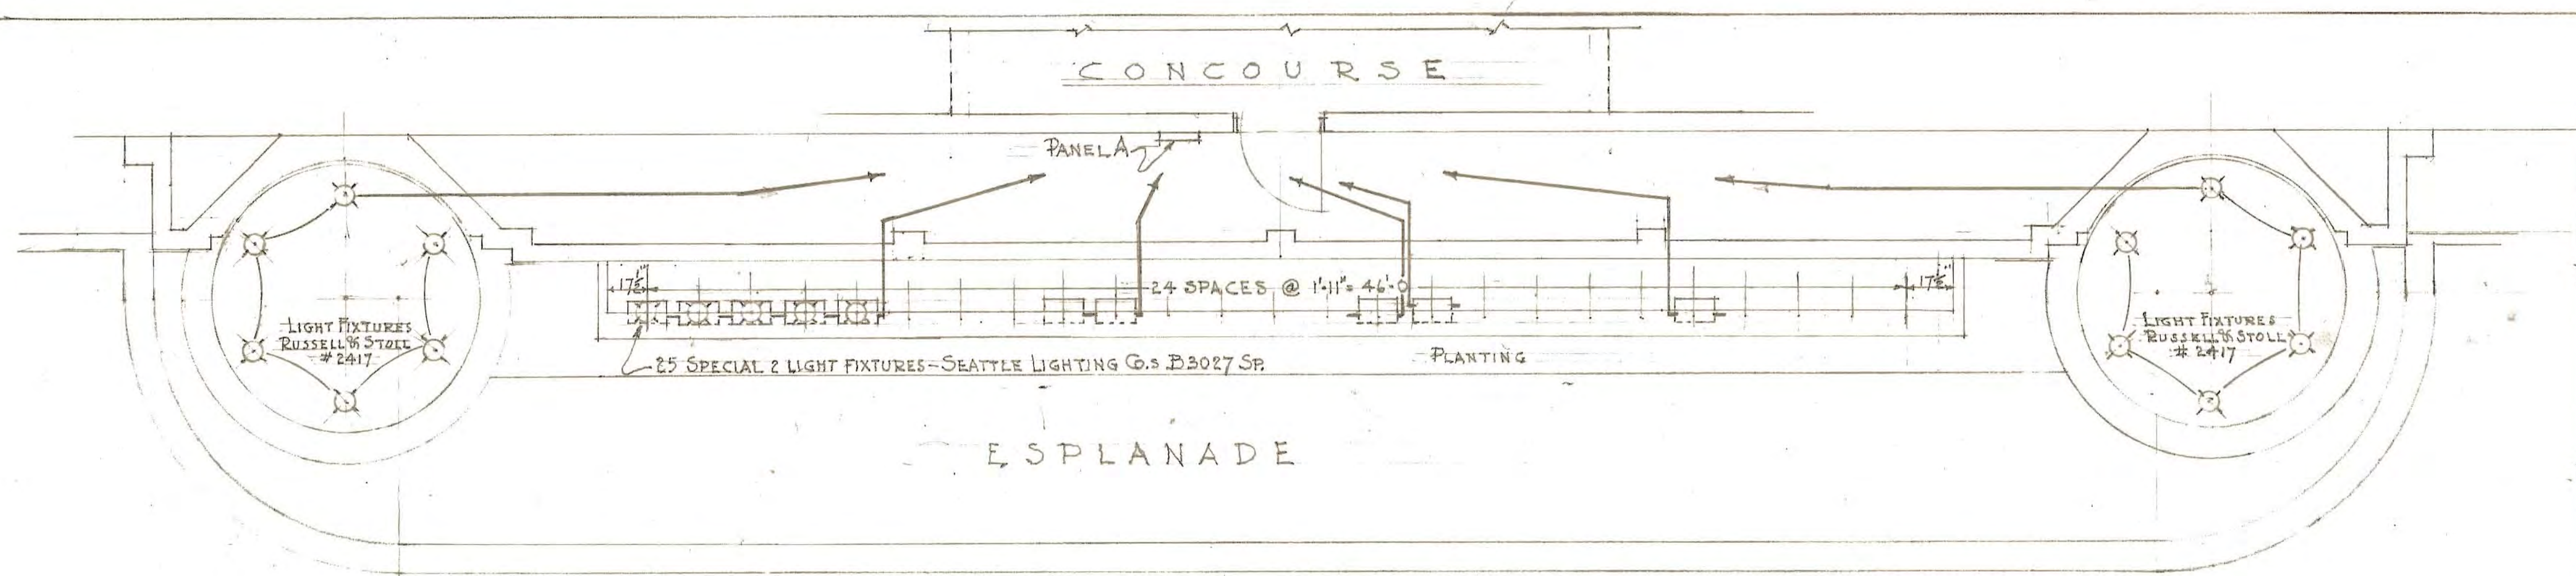 CONCOURSE
PANEL A
17½"
24 SPACES @ 1'-11" = 46'-0
17½"
LIGHT FIXTURES
RUSSELL & STOLL
# 2417
LIGHT FIXTURES
RUSSELL & STOLL
# 2417
25 SPECIAL 2 LIGHT FIXTURES - SEATTLE LIGHTING CO.S B3027 SP.
PLANTING
ESPLANADE